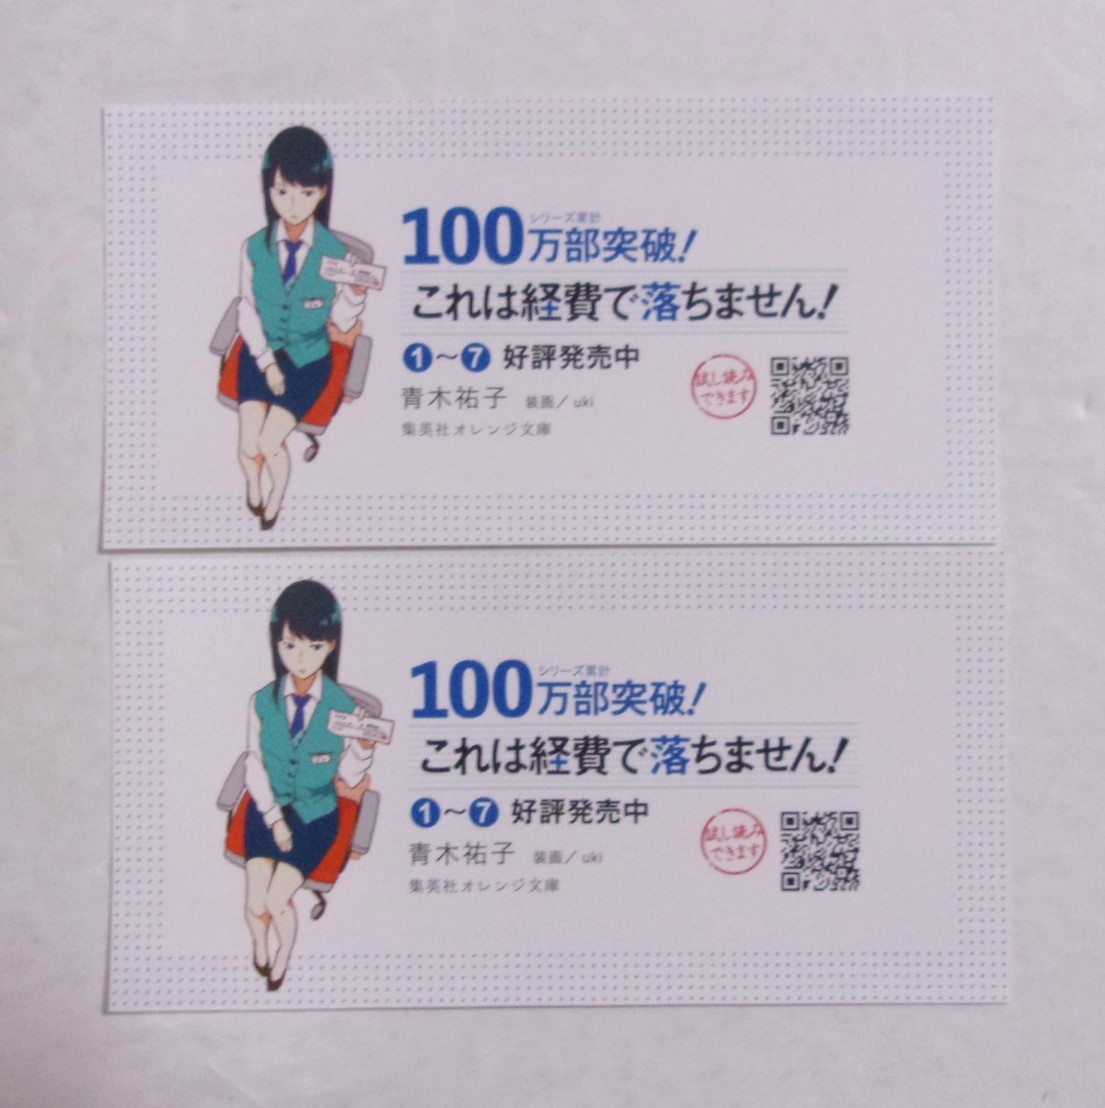 シリーズ累計
100万部突破!
これは経費で落ちません!
1〜7 好評発売中
青木祐子 装画/uki
集英社オレンジ文庫
試し読み
できます
シリーズ累計
100万部突破!
これは経費で落ちません!
1〜7 好評発売中
青木祐子 装画/uki
集英社オレンジ文庫
試し読み
できます